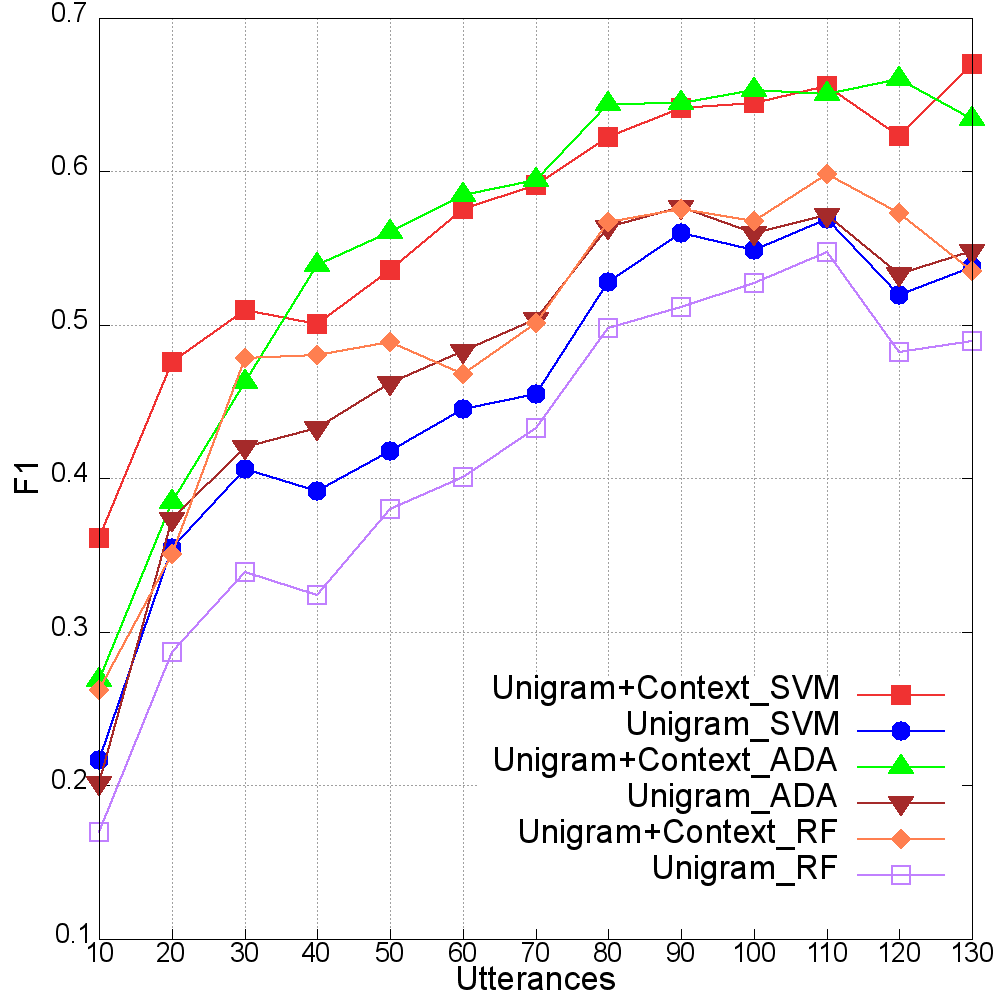 0.7
0.6
0.5
0.4
0.3
0.2
0.1
F1
Unigram+Context_SVM
Unigram_SVM
Unigram+Context_ADA
Unigram_ADA
Unigram+Context_RF
Unigram_RF
10 20 30 40 50 60 70 80 90 100 110 120 130
Utterances